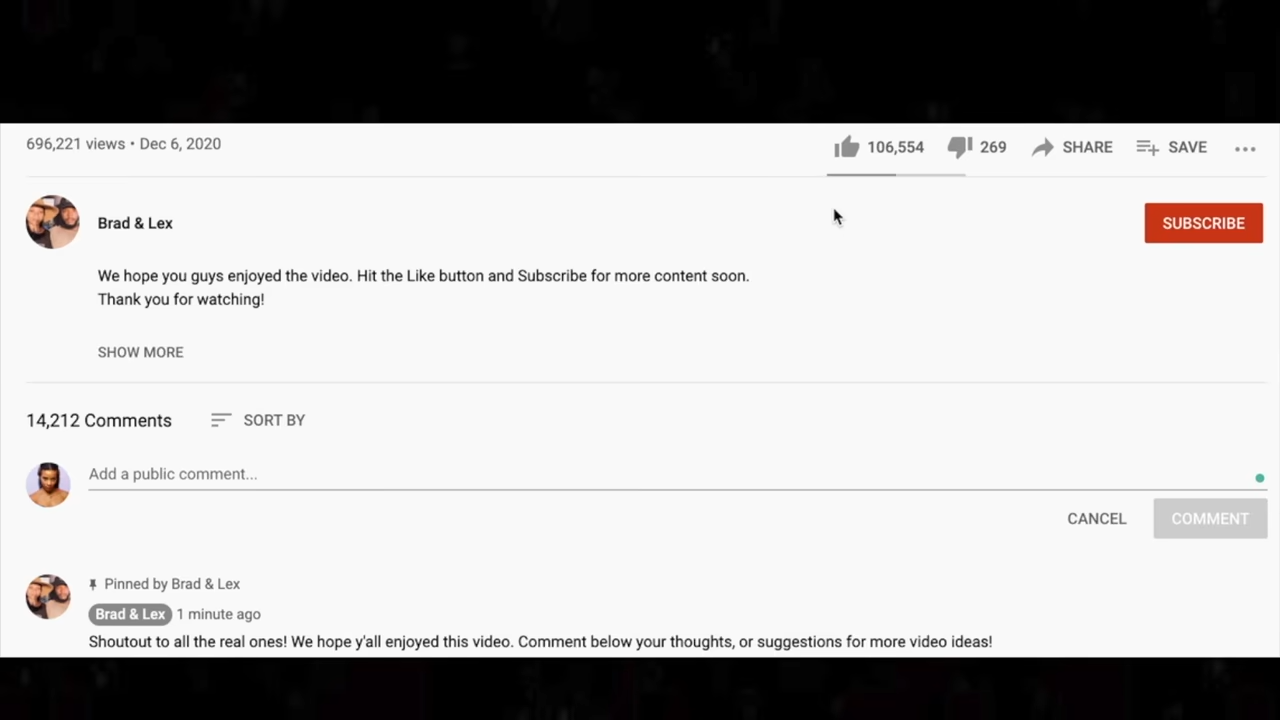 696,221 views • Dec 6, 2020
106,554
269
SHARE
SAVE
Brad & Lex
SUBSCRIBE
We hope you guys enjoyed the video. Hit the Like button and Subscribe for more content soon.
Thank you for watching!
SHOW MORE
14,212 Comments
SORT BY
Add a public comment...
CANCEL
COMMENT
Pinned by Brad & Lex
Brad & Lex 1 minute ago
Shoutout to all the real ones! We hope y'all enjoyed this video. Comment below your thoughts, or suggestions for more video ideas!